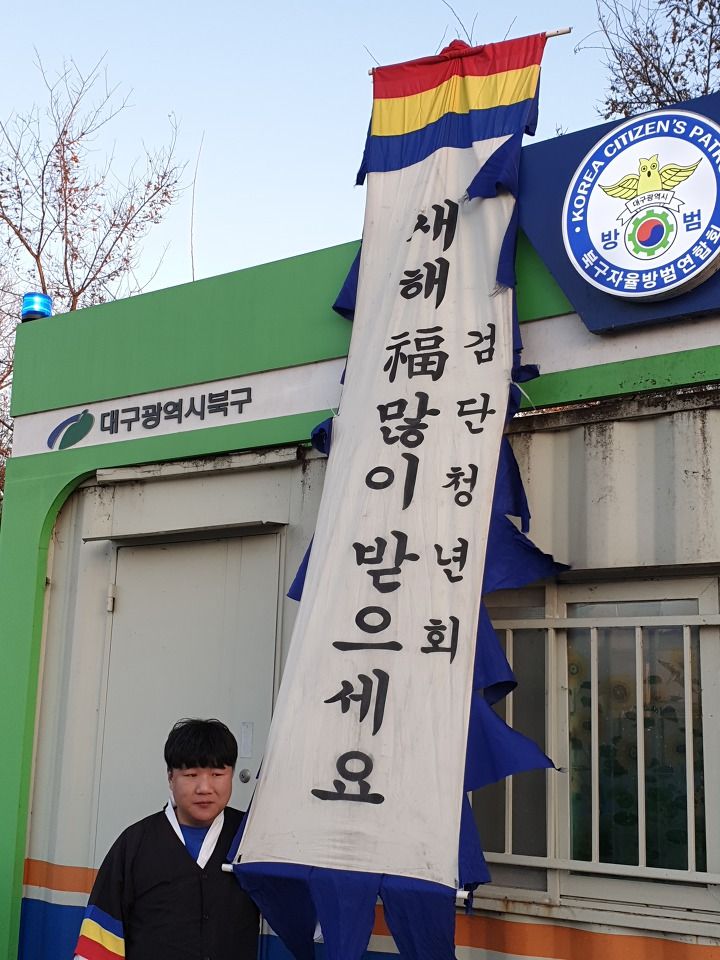 새해 福 많이 받으세요
검단청년회
대구광역시북구
KOREA CITIZEN'S PATR
대구광역시
방범
북구자율방범연합회